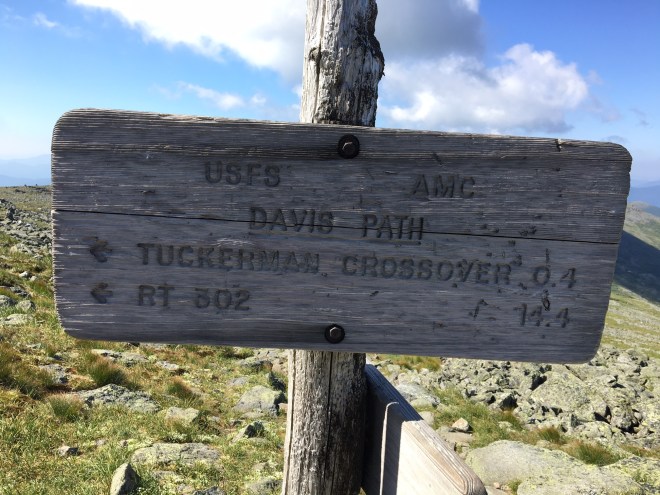 USFS AMC
DAVIS PATH
← TUCKERMAN CROSSOVER 0.4
← RT 302 14.4